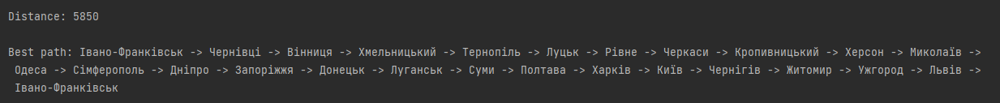 Distance: 5850
Best path: Івано-Франківськ -> Чернівці -> Вінниця -> Хмельницький -> Тернопіль -> Луцьк -> Рівне -> Черкаси -> Кропивницький -> Херсон -> Миколаїв ->
Одеса -> Сімферополь -> Дніпро -> Запоріжжя -> Донецьк -> Луганськ -> Суми -> Полтава -> Харків -> Київ -> Чернігів -> Житомир -> Ужгород -> Львів ->
Івано-Франківськ